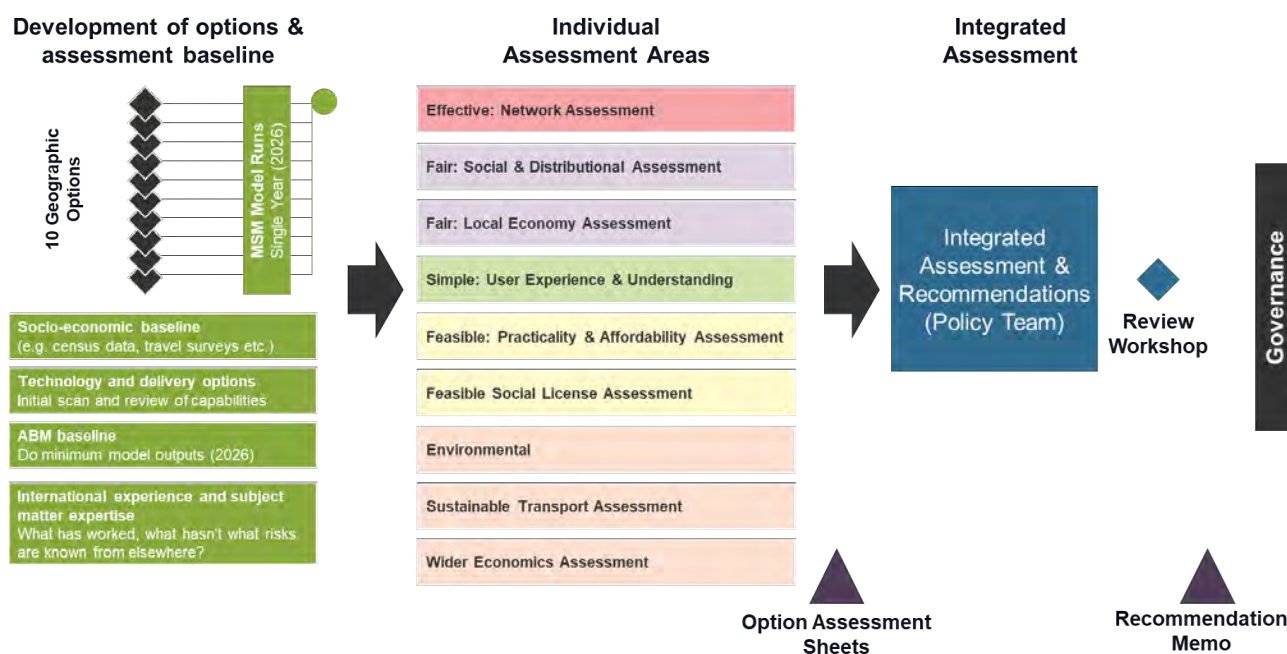 Development of options &
assessment baseline
Individual
Assessment Areas
Integrated
Assessment
10 Geographic
Options
MSM Model Runs
Single Year (2026)
Socio-economic baseline
(e.g. census data, travel surveys etc.)
Technology and delivery options
Initial scan and review of capabilities
ABM baseline
Do minimum model outputs (2026)
International experience and subject
matter expertise
What has worked, what hasn't what risks
are known from elsewhere?
Effective: Network Assessment
Fair: Social & Distributional Assessment
Fair: Local Economy Assessment
Simple: User Experience & Understanding
Feasible: Practicality & Affordability Assessment
Feasible Social License Assessment
Environmental
Sustainable Transport Assessment
Wider Economics Assessment
Integrated
Assessment &
Recommendations
(Policy Team)
Review
Workshop
Governance
Option Assessment
Sheets
Recommendation
Memo